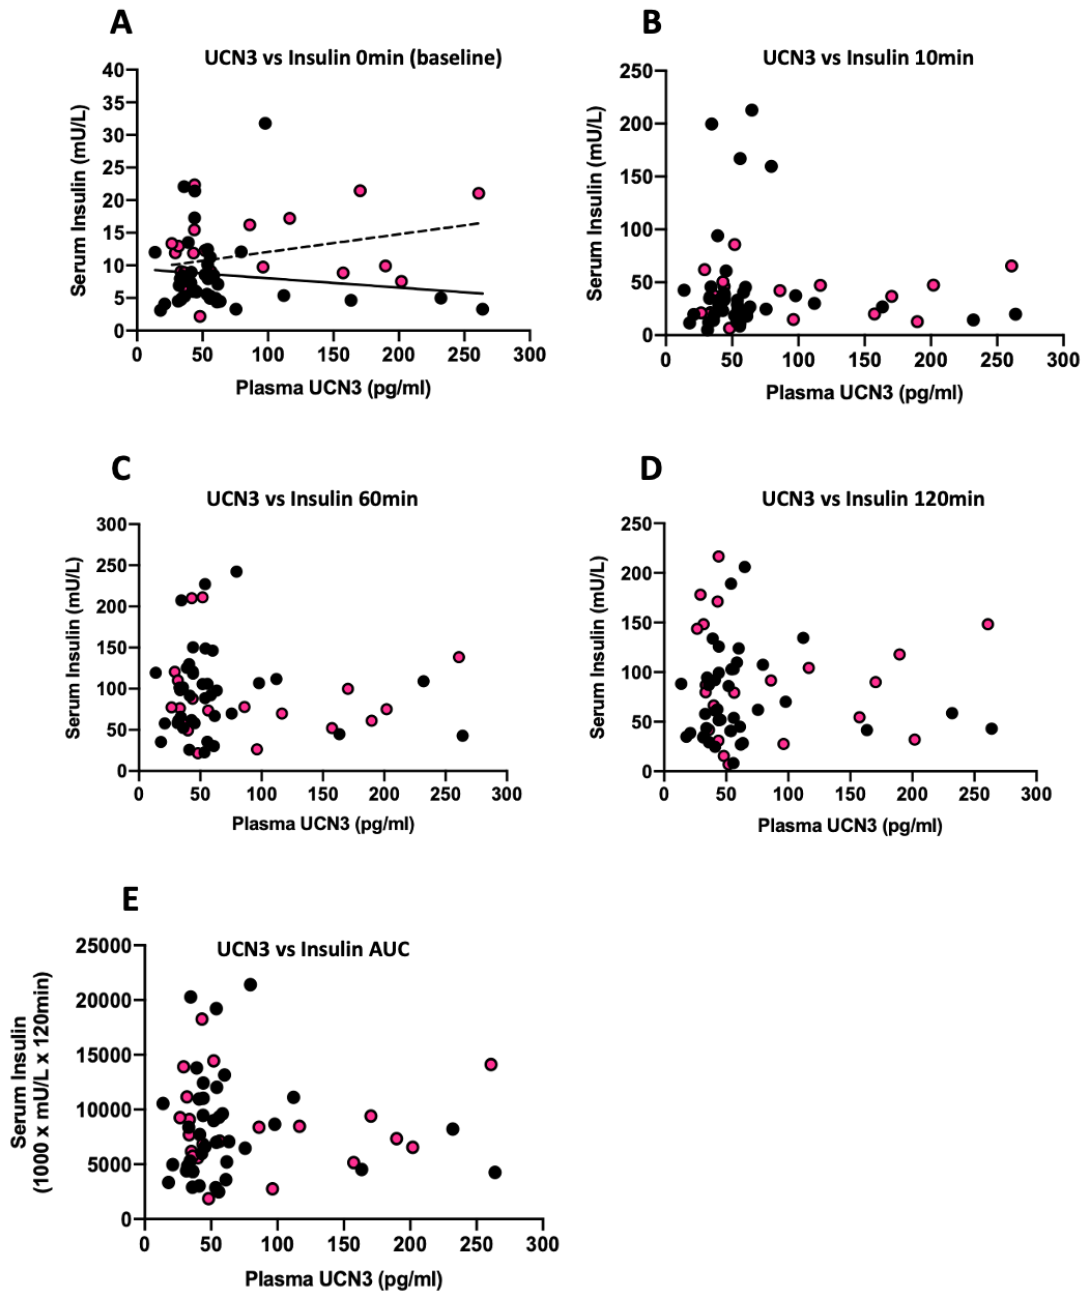 A
B
UCN3 vs Insulin 0min (baseline)
UCN3 vs Insulin 10min
Serum Insulin (mU/L)
40
35
30
25
20
15
10
5
0
0 50 100 150 200 250 300
Plasma UCN3 (pg/ml)
Serum Insulin (mU/L)
250
200
150
100
50
0
0 50 100 150 200 250 300
Plasma UCN3 (pg/ml)
C
D
UCN3 vs Insulin 60min
UCN3 vs Insulin 120min
Serum Insulin (mU/L)
300
250
200
150
100
50
0
0 50 100 150 200 250 300
Plasma UCN3 (pg/ml)
Serum Insulin (mU/L)
250
200
150
100
50
0
0 50 100 150 200 250 300
Plasma UCN3 (pg/ml)
E
UCN3 vs Insulin AUC
Serum Insulin
(1000 x mU/L x 120min)
25000
20000
15000
10000
5000
0
0 50 100 150 200 250 300
Plasma UCN3 (pg/ml)